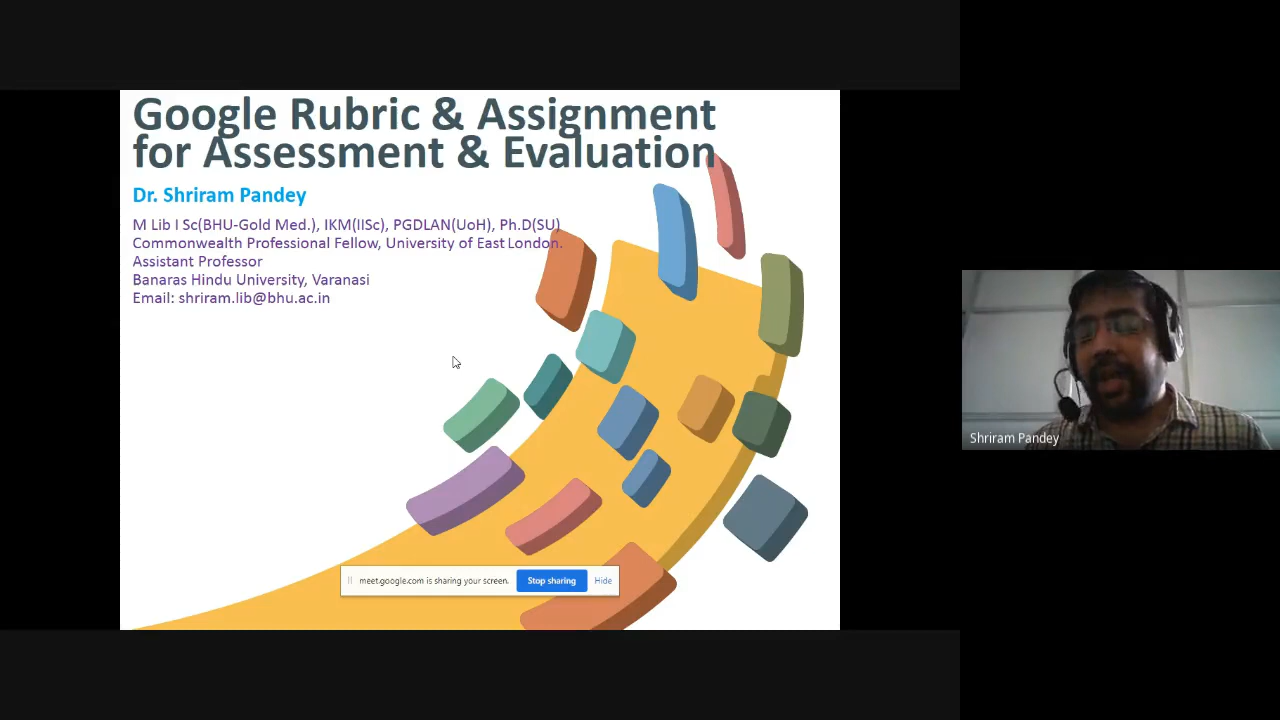 Google Rubric & Assignment
for Assessment & Evaluation
Dr. Shriram Pandey
M Lib I Sc(BHU-Gold Med.), IKM(IISc), PGDLAN(UoH), Ph.D(SU)
Commonwealth Professional Fellow, University of East London.
Assistant Professor
Banaras Hindu University, Varanasi
Email: shriram.lib@bhu.ac.in
Shriram Pandey
meet.google.com is sharing your screen. Stop sharing Hide